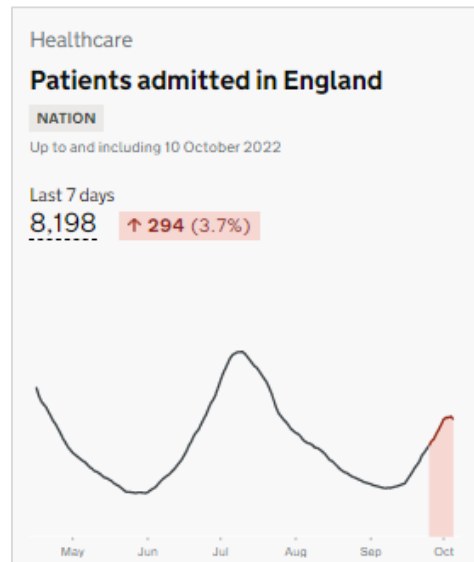 Healthcare
Patients admitted in England
NATION
Up to and including 10 October 2022
Last 7 days
8,198 ↑ 294 (3.7%)
May Jun Jul Aug Sep Oct